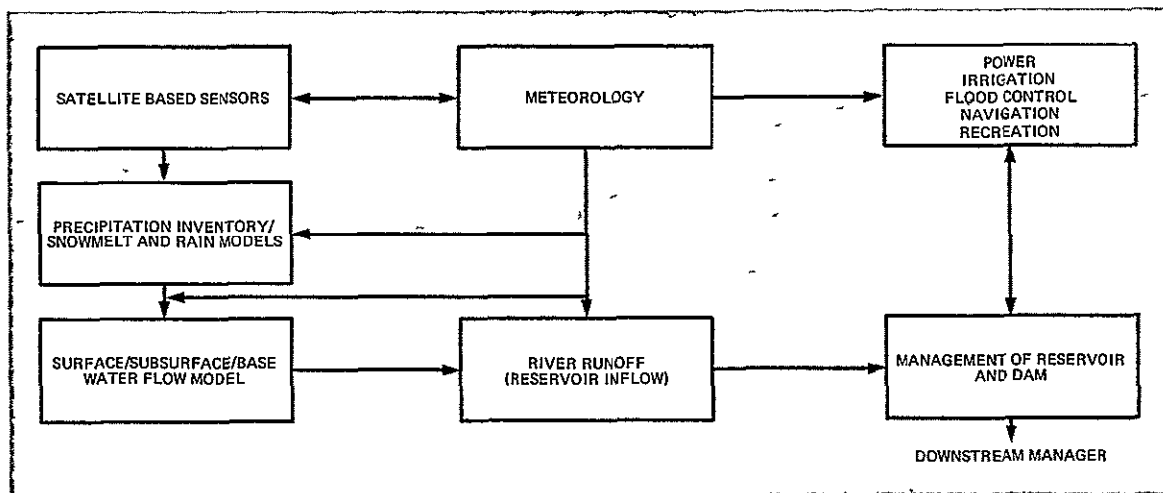 SATELLITE BASED SENSORS
METEOROLOGY
POWER
IRRIGATION
FLOOD CONTROL
NAVIGATION
RECREATION
PRECIPITATION INVENTORY/
SNOWMELT AND RAIN MODELS
SURFACE/SUBSURFACE/BASE
WATER FLOW MODEL
RIVER RUNOFF
(RESERVOIR INFLOW)
MANAGEMENT OF RESERVOIR
AND DAM
DOWNSTREAM MANAGER